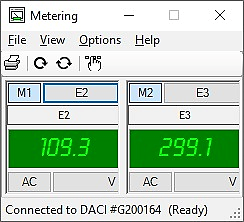 Metering
File View Options Help
M1 E2 M2 E3
E2 E3
109.3 299.1
AC V AC V
Connected to DACI #G200164 (Ready)